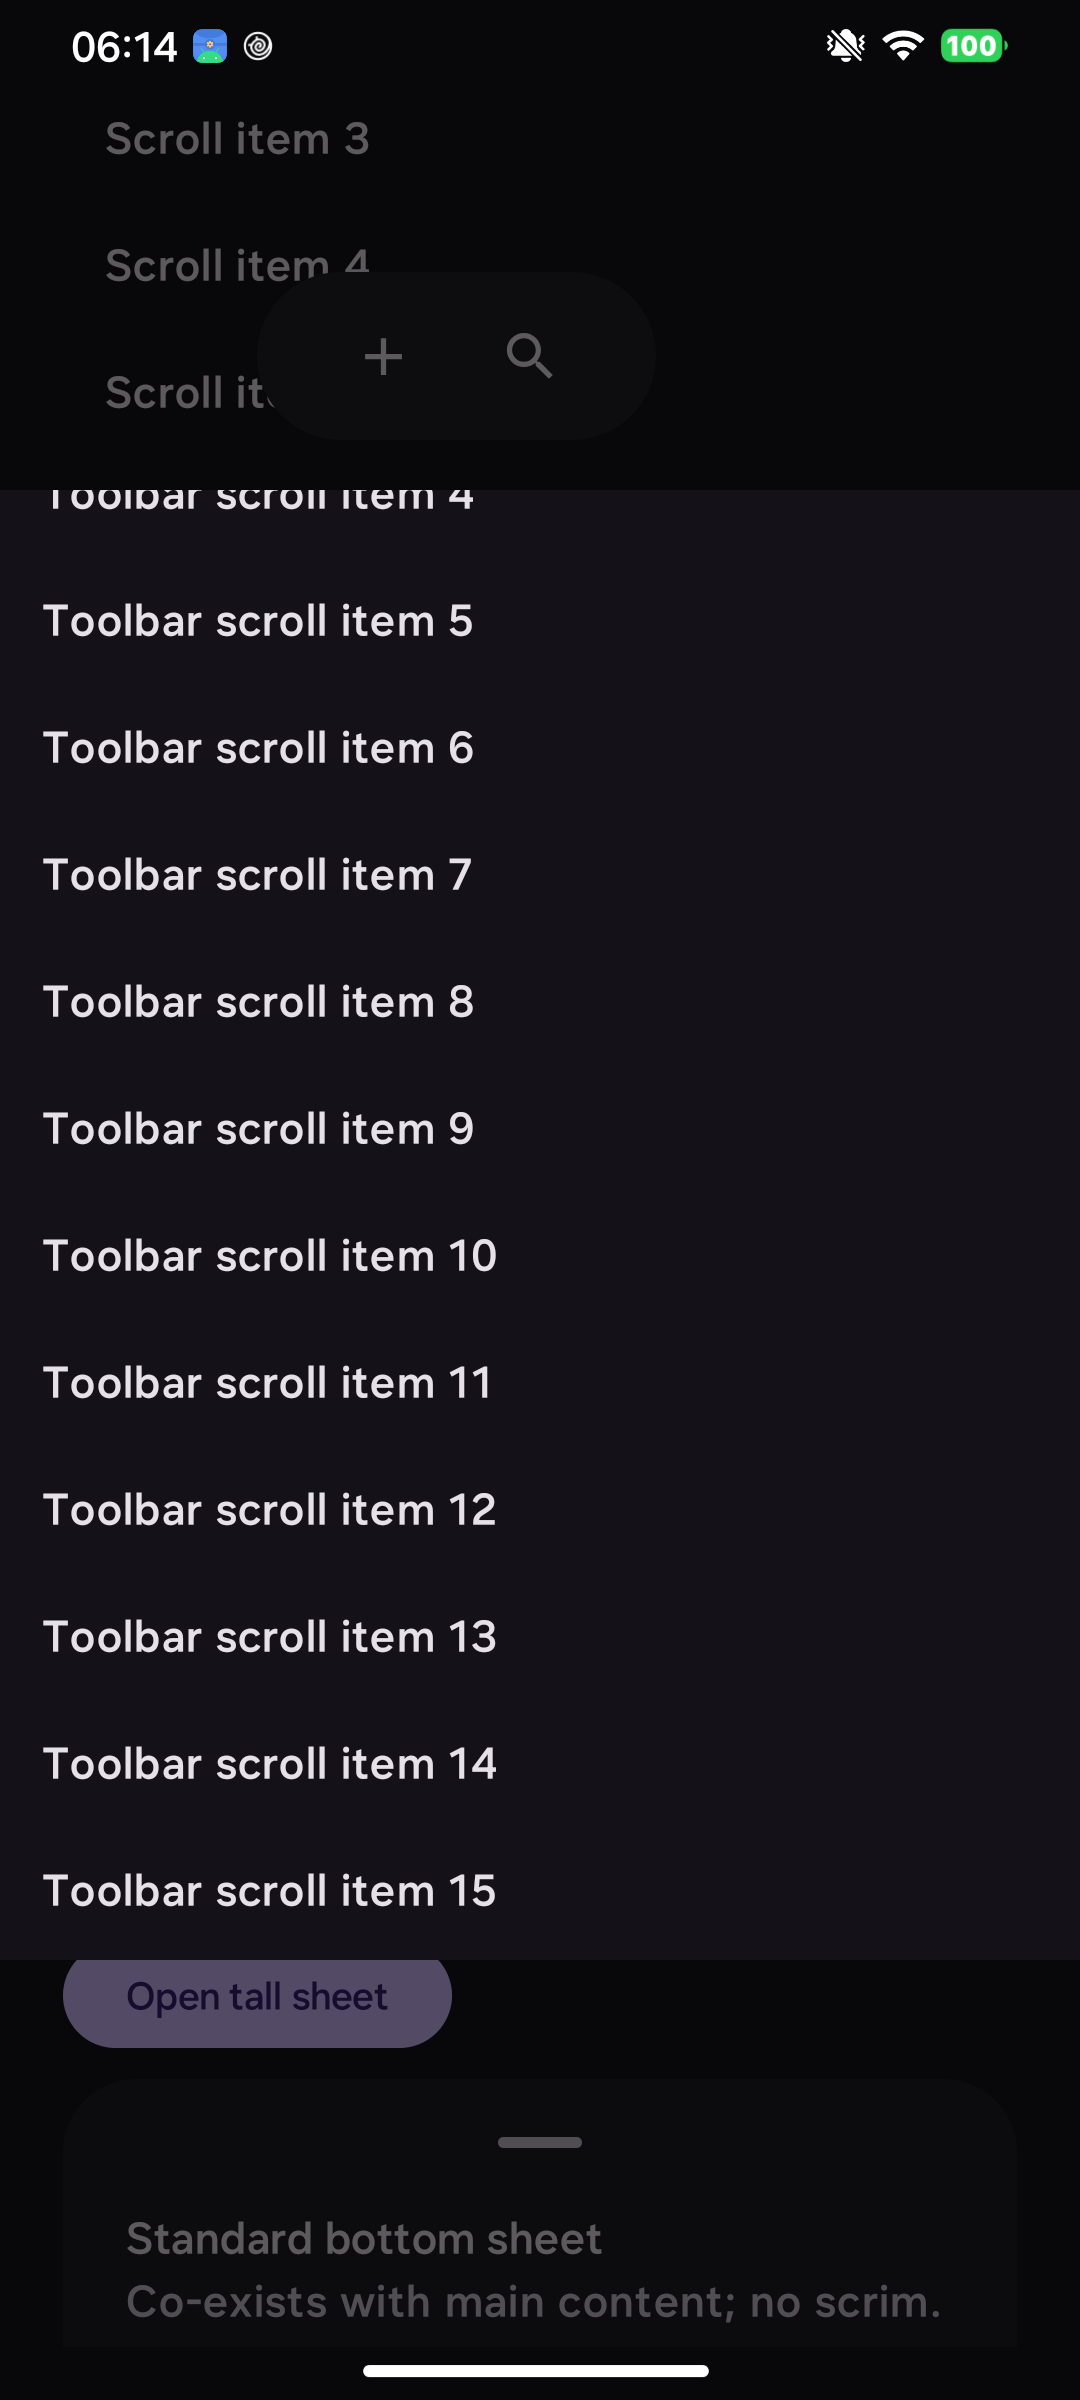 06:14
100
Scroll item 3
Scroll item 4
Scroll
Toolbar scroll item 4
Toolbar scroll item 5
Toolbar scroll item 6
Toolbar scroll item 7
Toolbar scroll item 8
Toolbar scroll item 9
Toolbar scroll item 10
Toolbar scroll item 11
Toolbar scroll item 12
Toolbar scroll item 13
Toolbar scroll item 14
Toolbar scroll item 15
Open tall sheet
Standard bottom sheet
Co-exists with main content; no scrim.